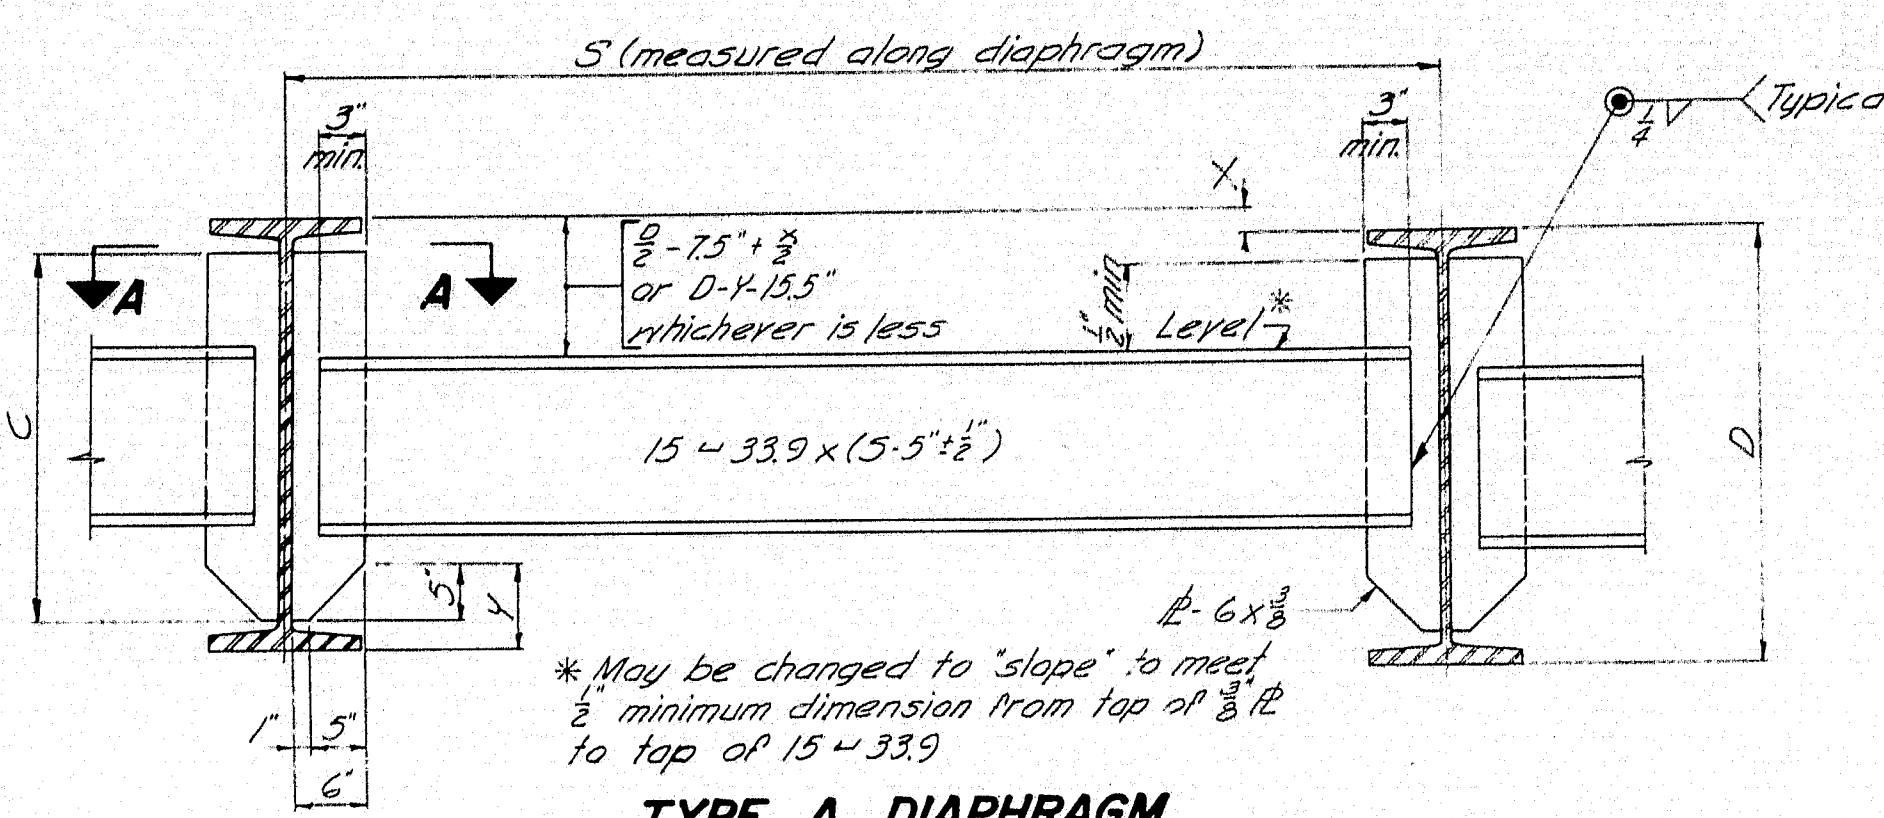 S (measured along diaphragm)
3"
min.
3"
min.
1/4
X
D/2 - 7.5" + X/2
or D-Y-15.5"
whichever is less
1/2" min
Level *
A
A
C
15 ⌴ 33.9 x (S-5" ± 1/2")
D
5"
Y
℄ - 6 x 3/8
* May be changed to "slope" to meet
1/2" minimum dimension from top of 3/8" ℄
to top of 15 ⌴ 33.9
1"
5"
6"
TYPE A DIAPHRAGM